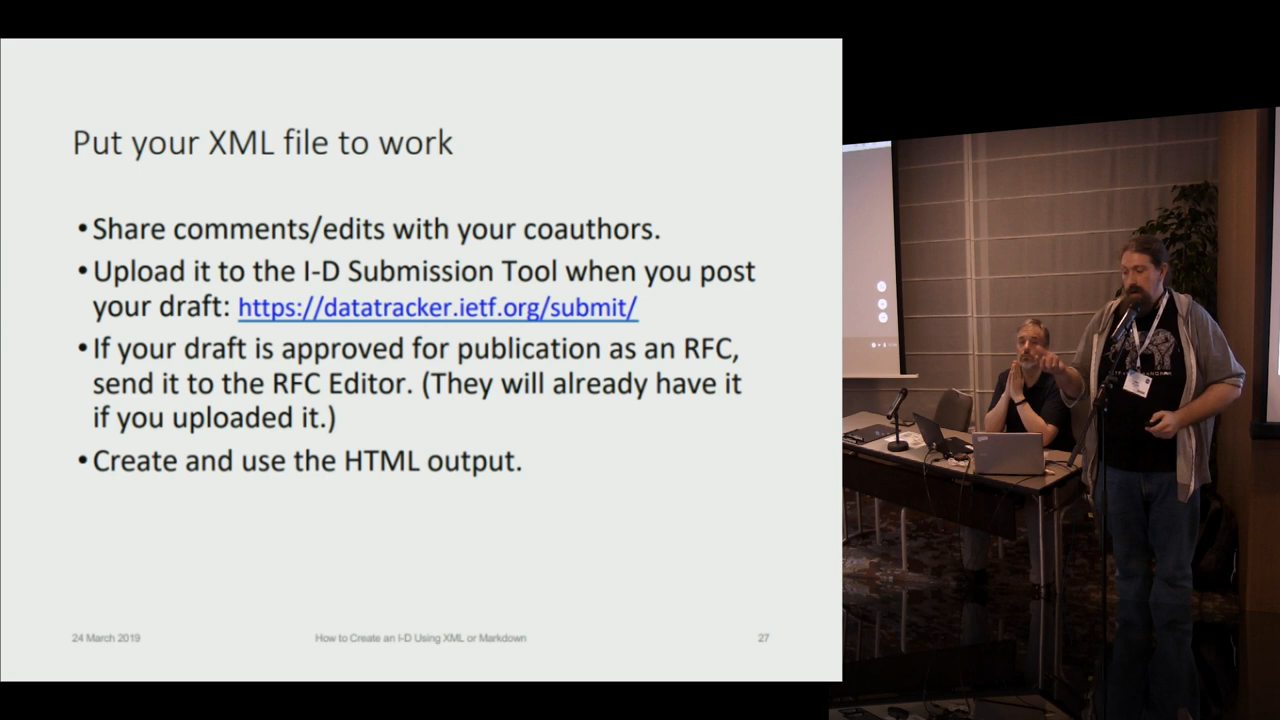 Put your XML file to work
•Share comments/edits with your coauthors.
•Upload it to the I-D Submission Tool when you post
your draft: https://datatracker.ietf.org/submit/
•If your draft is approved for publication as an RFC,
send it to the RFC Editor. (They will already have it
if you uploaded it.)
•Create and use the HTML output.
24 March 2019
How to Create an I-D Using XML or Markdown
27